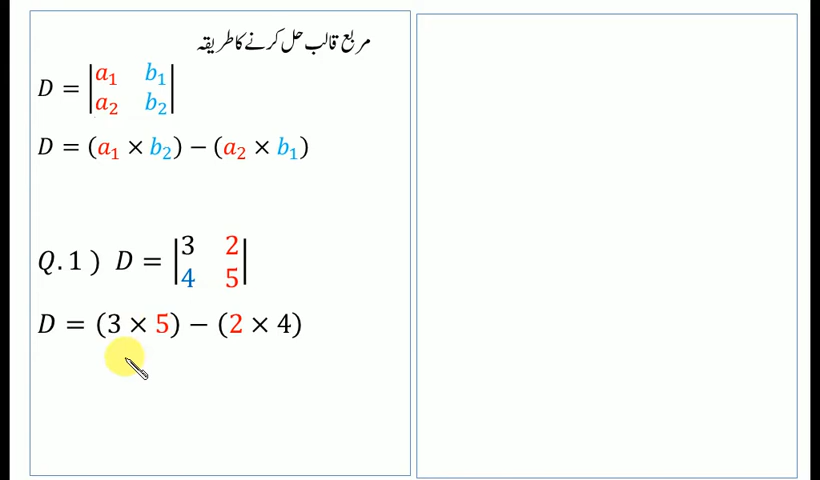 مربع قالب حل کرنے کا طریقہ
D = |a₁ b₁|
|a₂ b₂|
D = (a₁ × b₂) − (a₂ × b₁)
Q.1 ) D = |3 2|
|4 5|
D = (3 × 5) − (2 × 4)